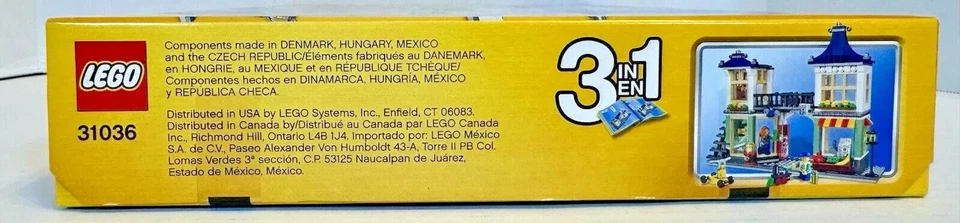 LEGO
31036
Components made in DENMARK, HUNGARY, MEXICO
and the CZECH REPUBLIC/Éléments fabriqués au DANEMARK,
en HONGRIE, au MEXIQUE et en RÉPUBLIQUE TCHÈQUE/
Componentes hechos en DINAMARCA, HUNGRÍA, MÉXICO
y REPÚBLICA CHECA.
Distributed in USA by LEGO Systems, Inc., Enfield, CT 06083.
Distributed in Canada by/Distribué au Canada par LEGO Canada
Inc., Richmond Hill, Ontario L4B 1J4. Importado por: LEGO México
S.A. de C.V., Paseo Alexander Von Humboldt 43-A, Torre II PB Col.
Lomas Verdes 3ª sección, C.P. 53125 Naucalpan de Juárez,
Estado de México, México.
3 IN 1
EN